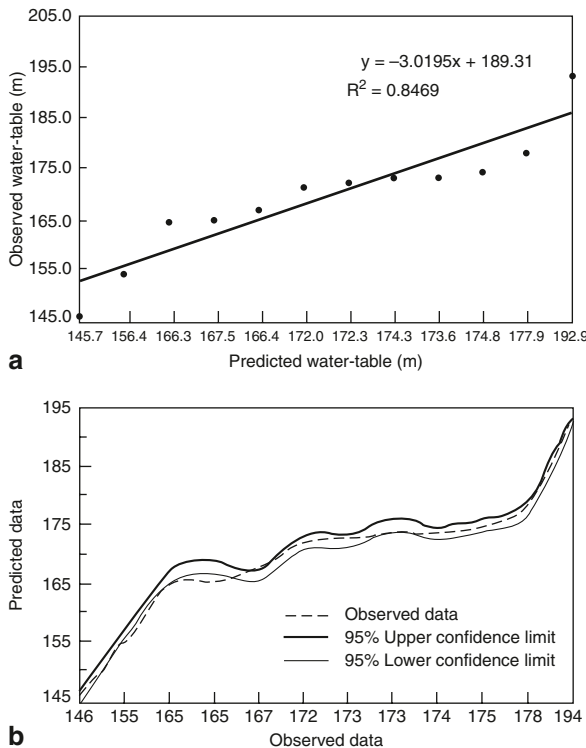 205.0
195.0
185.0
175.0
165.0
155.0
145.0
Observed water-table (m)
y = –3.0195x + 189.31
R² = 0.8469
145.7 156.4 166.3 167.5 166.4 172.0 172.3 174.3 173.6 174.8 177.9 192.9
Predicted water-table (m)
a
195
185
175
165
155
145
Predicted data
Observed data
95% Upper confidence limit
95% Lower confidence limit
146 155 165 165 167 172 173 173 174 175 178 194
Observed data
b